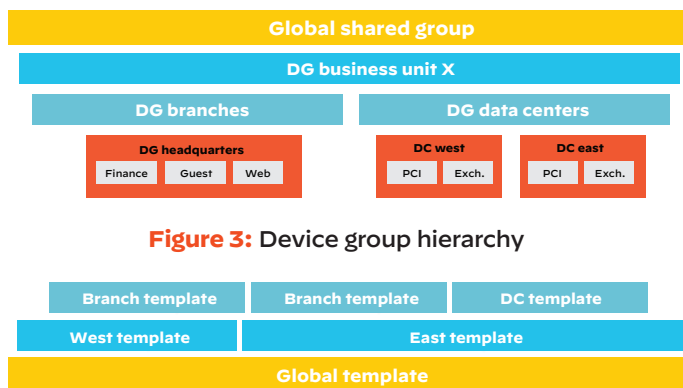 Global shared group
DG business unit X
DG branches
DG data centers
DG headquarters
Finance
Guest
Web
DC west
PCI
Exch.
DC east
PCI
Exch.
Figure 3: Device group hierarchy
Branch template
Branch template
DC template
West template
East template
Global template